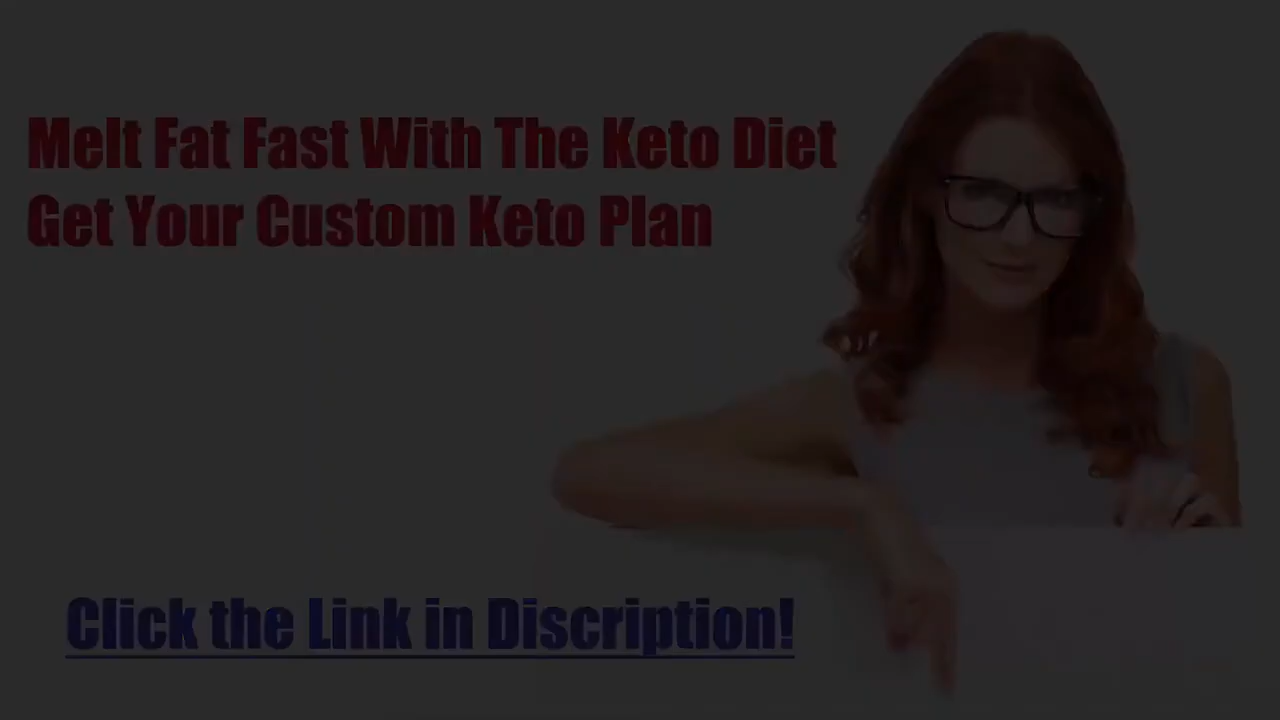 Melt Fat Fast With The Keto Diet
Get Your Custom Keto Plan
Click the Link in Discription!